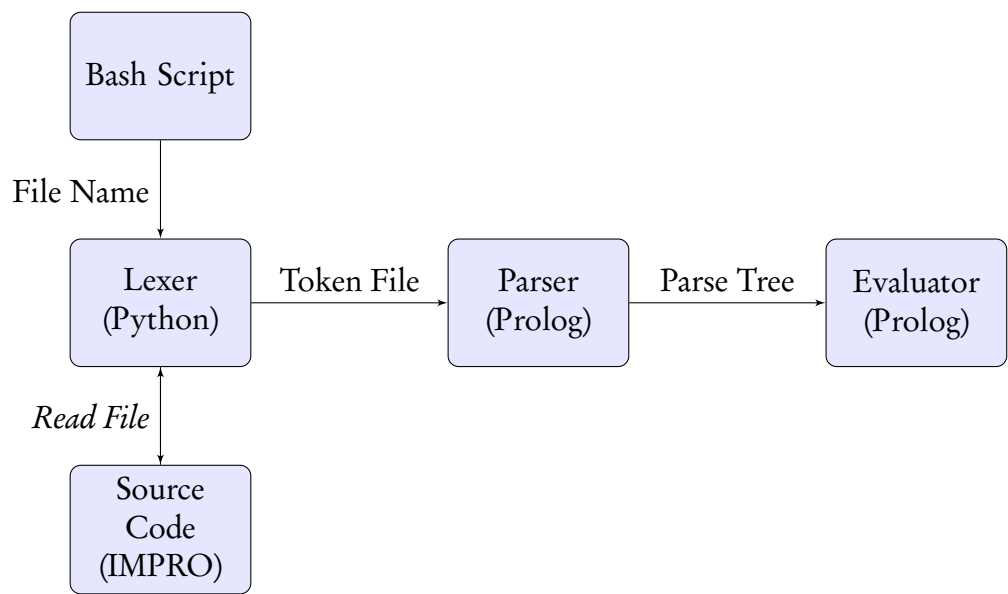 Bash Script
File Name
Lexer
(Python)
Token File
Parser
(Prolog)
Parse Tree
Evaluator
(Prolog)
Read File
Source
Code
(IMPRO)